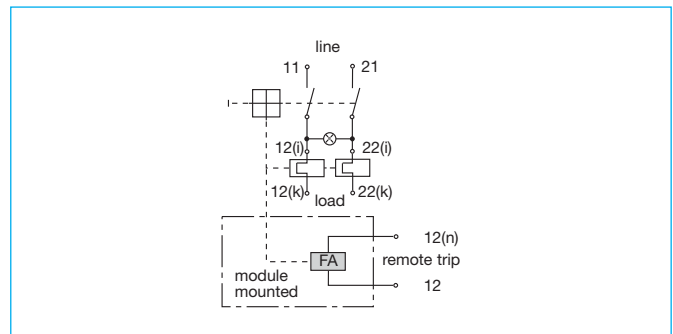 line
11 21
12(i) 22(i)
12(k) 22(k)
load
12(n)
FA remote trip
module
mounted
12